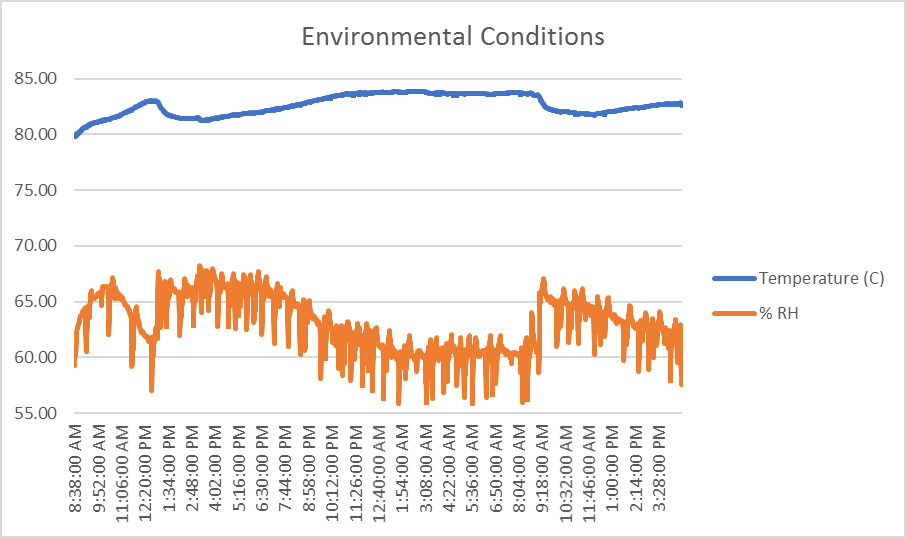 Environmental Conditions
85.00
80.00
75.00
70.00
65.00
60.00
55.00
8:38:00 AM
9:52:00 AM
11:06:00 AM
12:20:00 PM
1:34:00 PM
2:48:00 PM
4:02:00 PM
5:16:00 PM
6:30:00 PM
7:44:00 PM
8:58:00 PM
10:12:00 PM
11:26:00 PM
12:40:00 AM
1:54:00 AM
3:08:00 AM
4:22:00 AM
5:36:00 AM
6:50:00 AM
8:04:00 AM
9:18:00 AM
10:32:00 AM
11:46:00 AM
1:00:00 PM
2:14:00 PM
3:28:00 PM
Temperature (C)
% RH